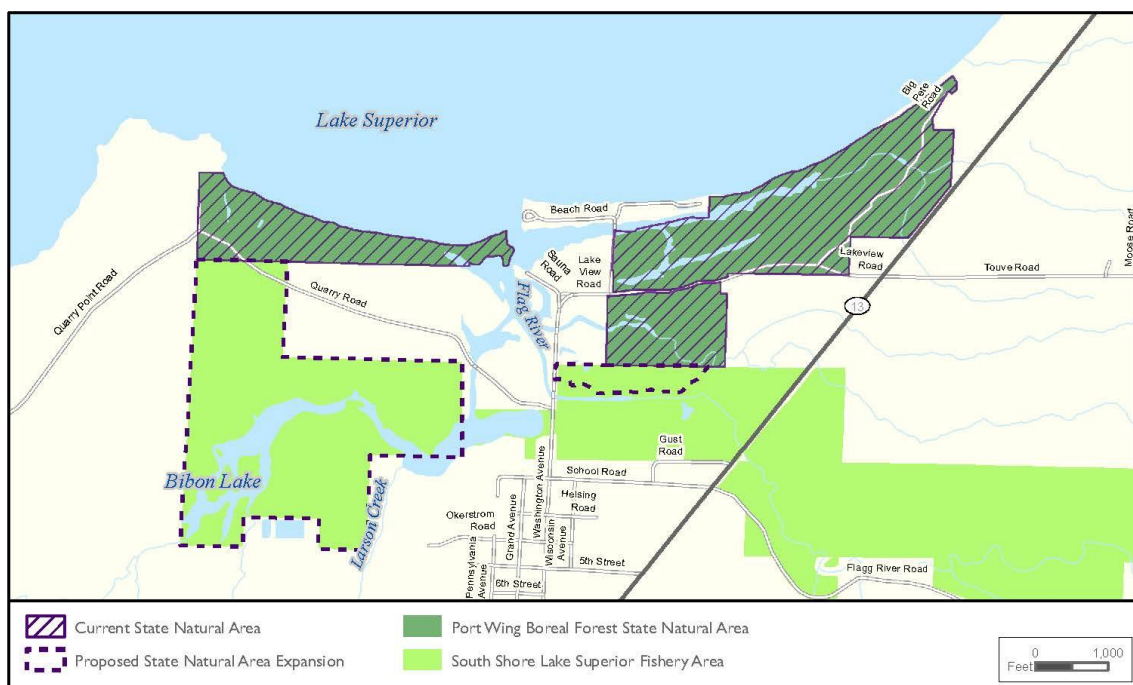 Lake Superior
Big
Pete
Road
Beach Road
Sauna
Road
Lake
View
Road
Flag River
Lakeview
Road
Moose Road
Touve Road
Quarry Point Road
Quarry Road
13
Gust
Road
School Road
Bibon Lake
Larson Creek
Okerstrom
Road
Pennsylvania
Avenue
Grand Avenue
Washington Avenue
Wisconsin
Avenue
Helsing
Road
5th Street
6th Street
Flagg River Road
Current State Natural Area
Port Wing Boreal Forest State Natural Area
Proposed State Natural Area Expansion
South Shore Lake Superior Fishery Area
0 1,000
Feet